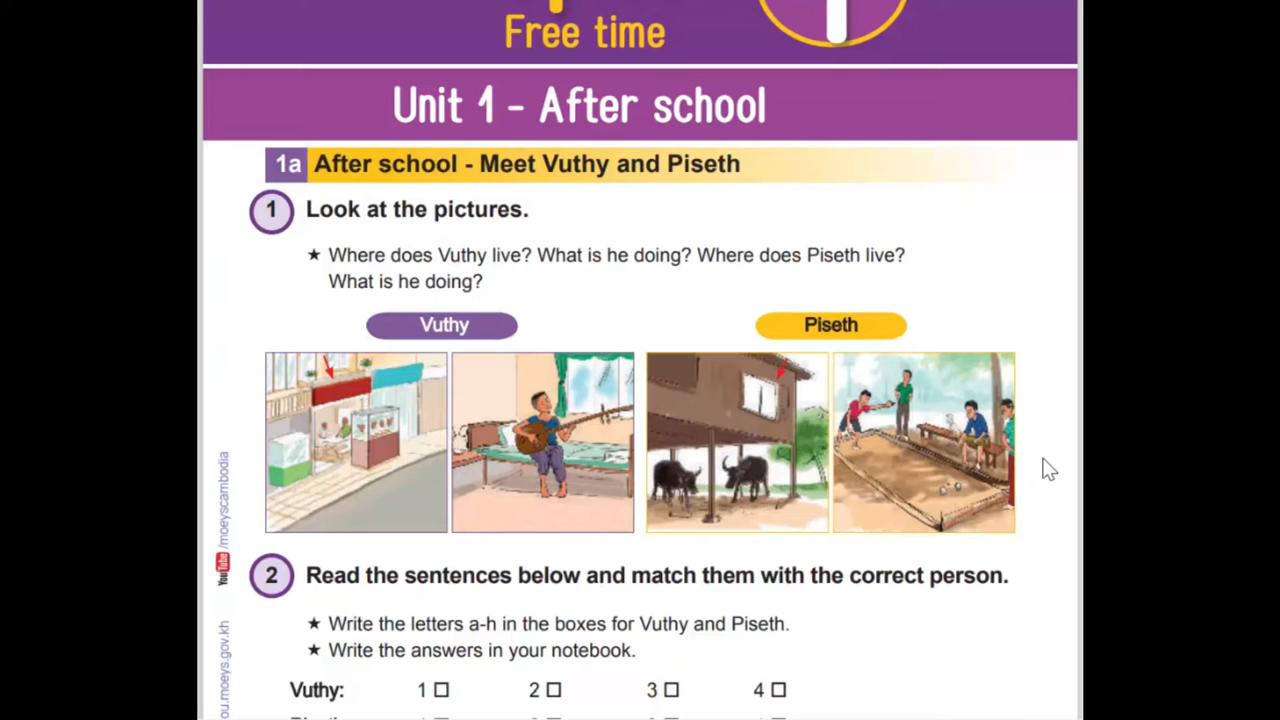 Free time
Unit 1 - After school
1a After school - Meet Vuthy and Piseth
1 Look at the pictures.
★ Where does Vuthy live? What is he doing? Where does Piseth live?
What is he doing?
Vuthy
Piseth
2 Read the sentences below and match them with the correct person.
★ Write the letters a-h in the boxes for Vuthy and Piseth.
★ Write the answers in your notebook.
Vuthy: 1 □ 2 □ 3 □ 4 □
YouTube/moeyscambodia
ou.moeys.gov.kh